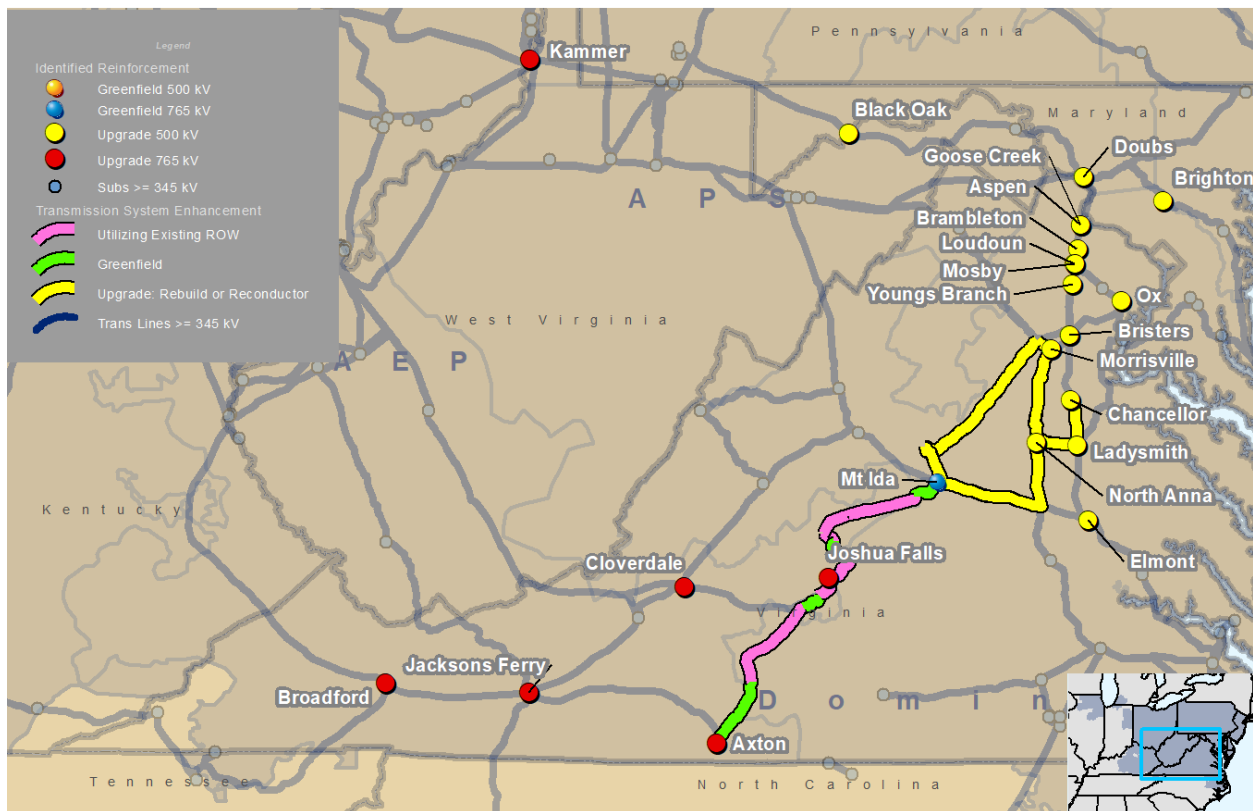 Legend
Identified Reinforcement
Greenfield 500 kV
Greenfield 765 kV
Upgrade 500 kV
Upgrade 765 kV
Subs >= 345 kV
Transmission System Enhancement
Utilizing Existing ROW
Greenfield
Upgrade: Rebuild or Reconductor
Trans Lines >= 345 kV
Pennsylvania
Kammer
Black Oak
Maryland
Goose Creek
Doubs
Aspen
Brighton
APS
Brambleton
Loudoun
Mosby
Youngs Branch
Ox
West Virginia
Bristers
AEP
Morrisville
Chancellor
Ladysmith
Mt Ida
North Anna
Kentucky
Joshua Falls
Elmont
Cloverdale
Virginia
Jacksons Ferry
Broadford
Domin
Axton
Tennessee
North Carolina